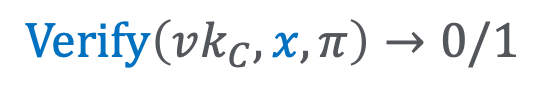 Verify(vk_C, x, π) → 0/1